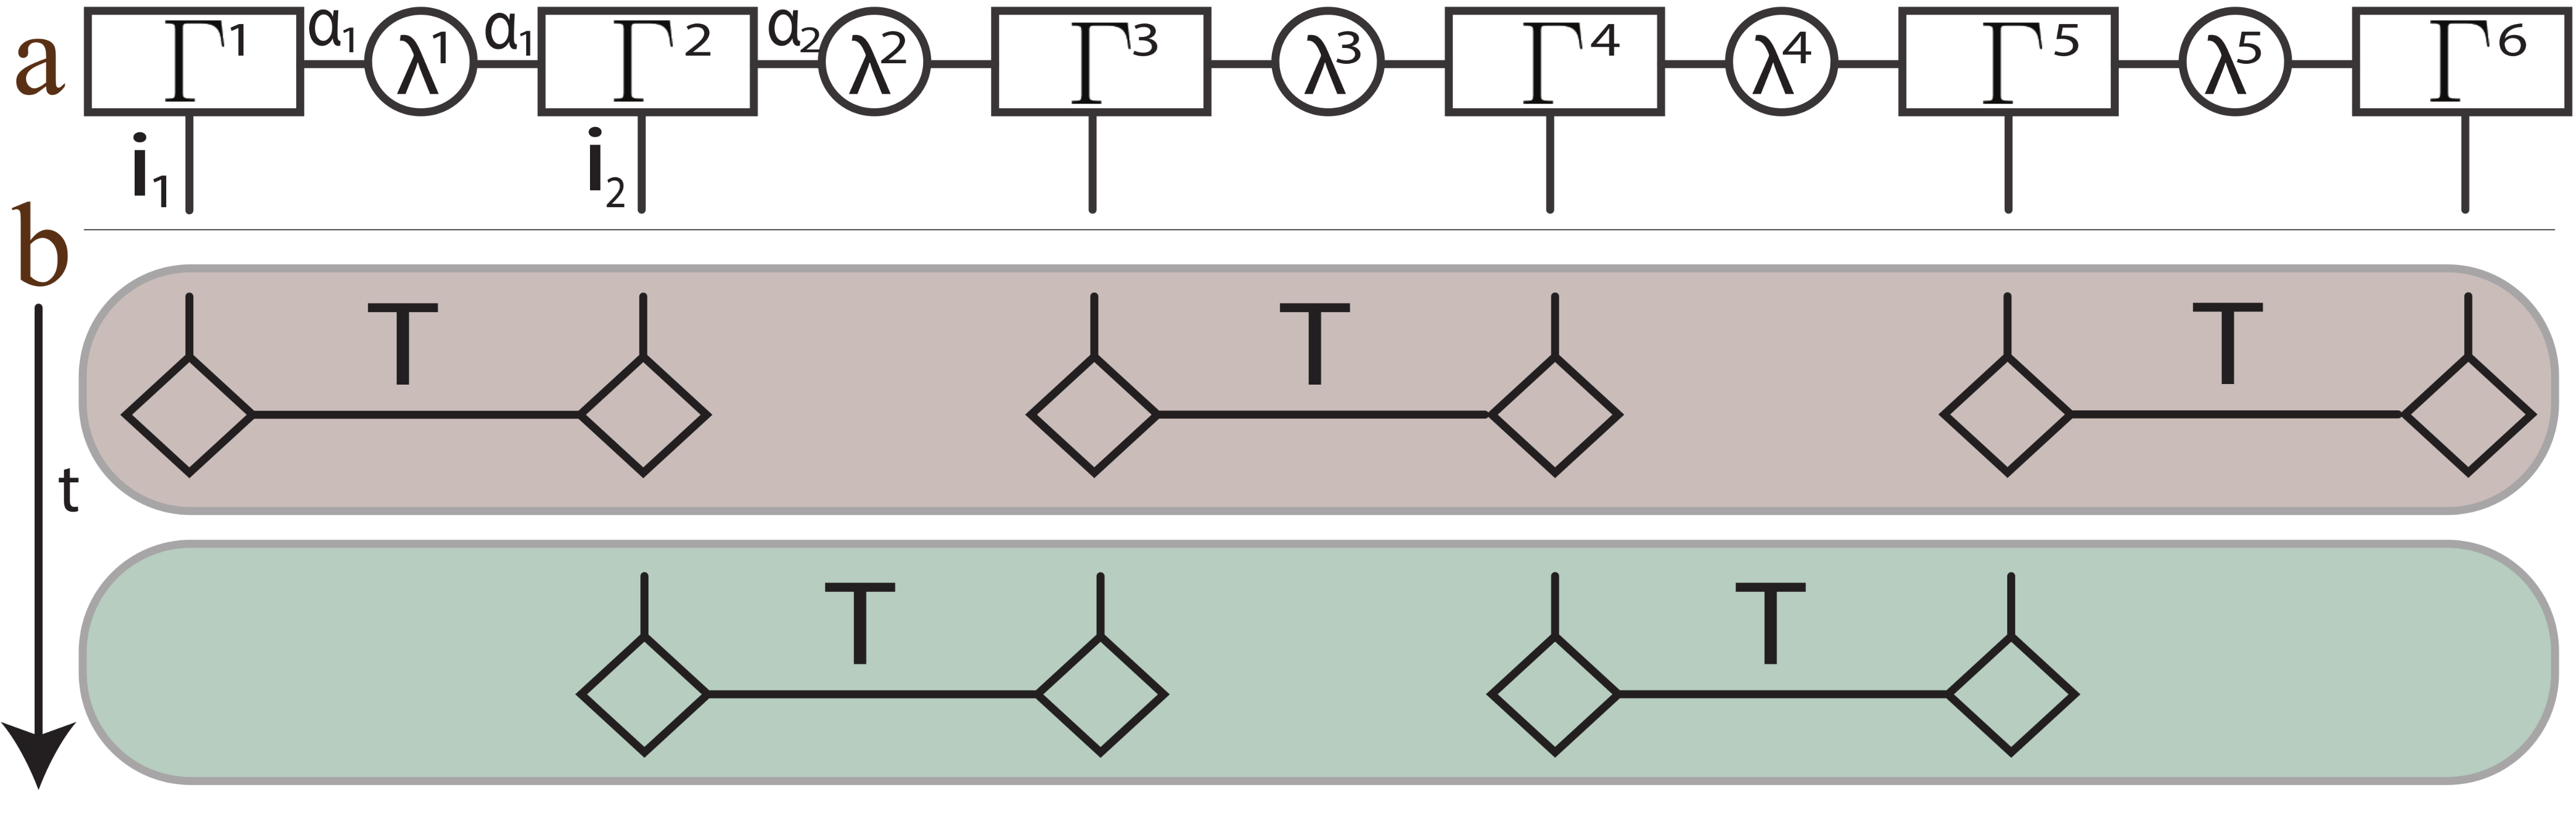 a Γ¹ α₁ λ¹ α₁ Γ² α₂ λ² Γ³ λ³ Γ⁴ λ⁴ Γ⁵ λ⁵ Γ⁶
i₁ i₂
b
T T T
t
T T